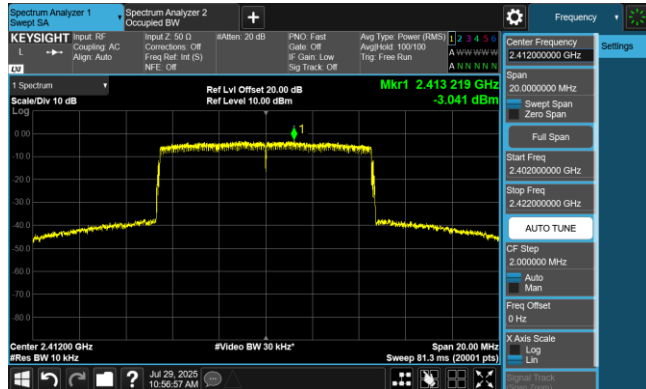 Spectrum Analyzer 1
Swept SA
Spectrum Analyzer 2
Occupied BW
+
Frequency
KEYSIGHT
L
LXI
Input: RF
Coupling: AC
Align: Auto
Input Z: 50 Ω
Corrections: Off
Freq Ref: Int (S)
NFE: Off
#Atten: 20 dB
PNO: Fast
Gate: Off
IF Gain: Low
Sig Track: Off
Avg Type: Power (RMS)
Avg|Hold: 100/100
Trig: Free Run
1 2 3 4 5 6
A W W W W W
A N N N N N
1 Spectrum
Scale/Div 10 dB
Log
Ref Lvl Offset 20.00 dB
Ref Level 10.00 dBm
Mkr1 2.413 219 GHz
-3.041 dBm
1
0.00
-10.0
-20.0
-30.0
-40.0
-50.0
-60.0
-70.0
-80.0
Center 2.41200 GHz
#Res BW 10 kHz
#Video BW 30 kHz*
Span 20.00 MHz
Sweep 81.3 ms (20001 pts)
Jul 29, 2025
10:56:57 AM
?
Center Frequency
2.412000000 GHz
Settings
Span
20.0000000 MHz
Swept Span
Zero Span
Full Span
Start Freq
2.402000000 GHz
Stop Freq
2.422000000 GHz
AUTO TUNE
CF Step
2.000000 MHz
Auto
Man
Freq Offset
0 Hz
X Axis Scale
Log
Lin
Signal Track
(Span Zoom)